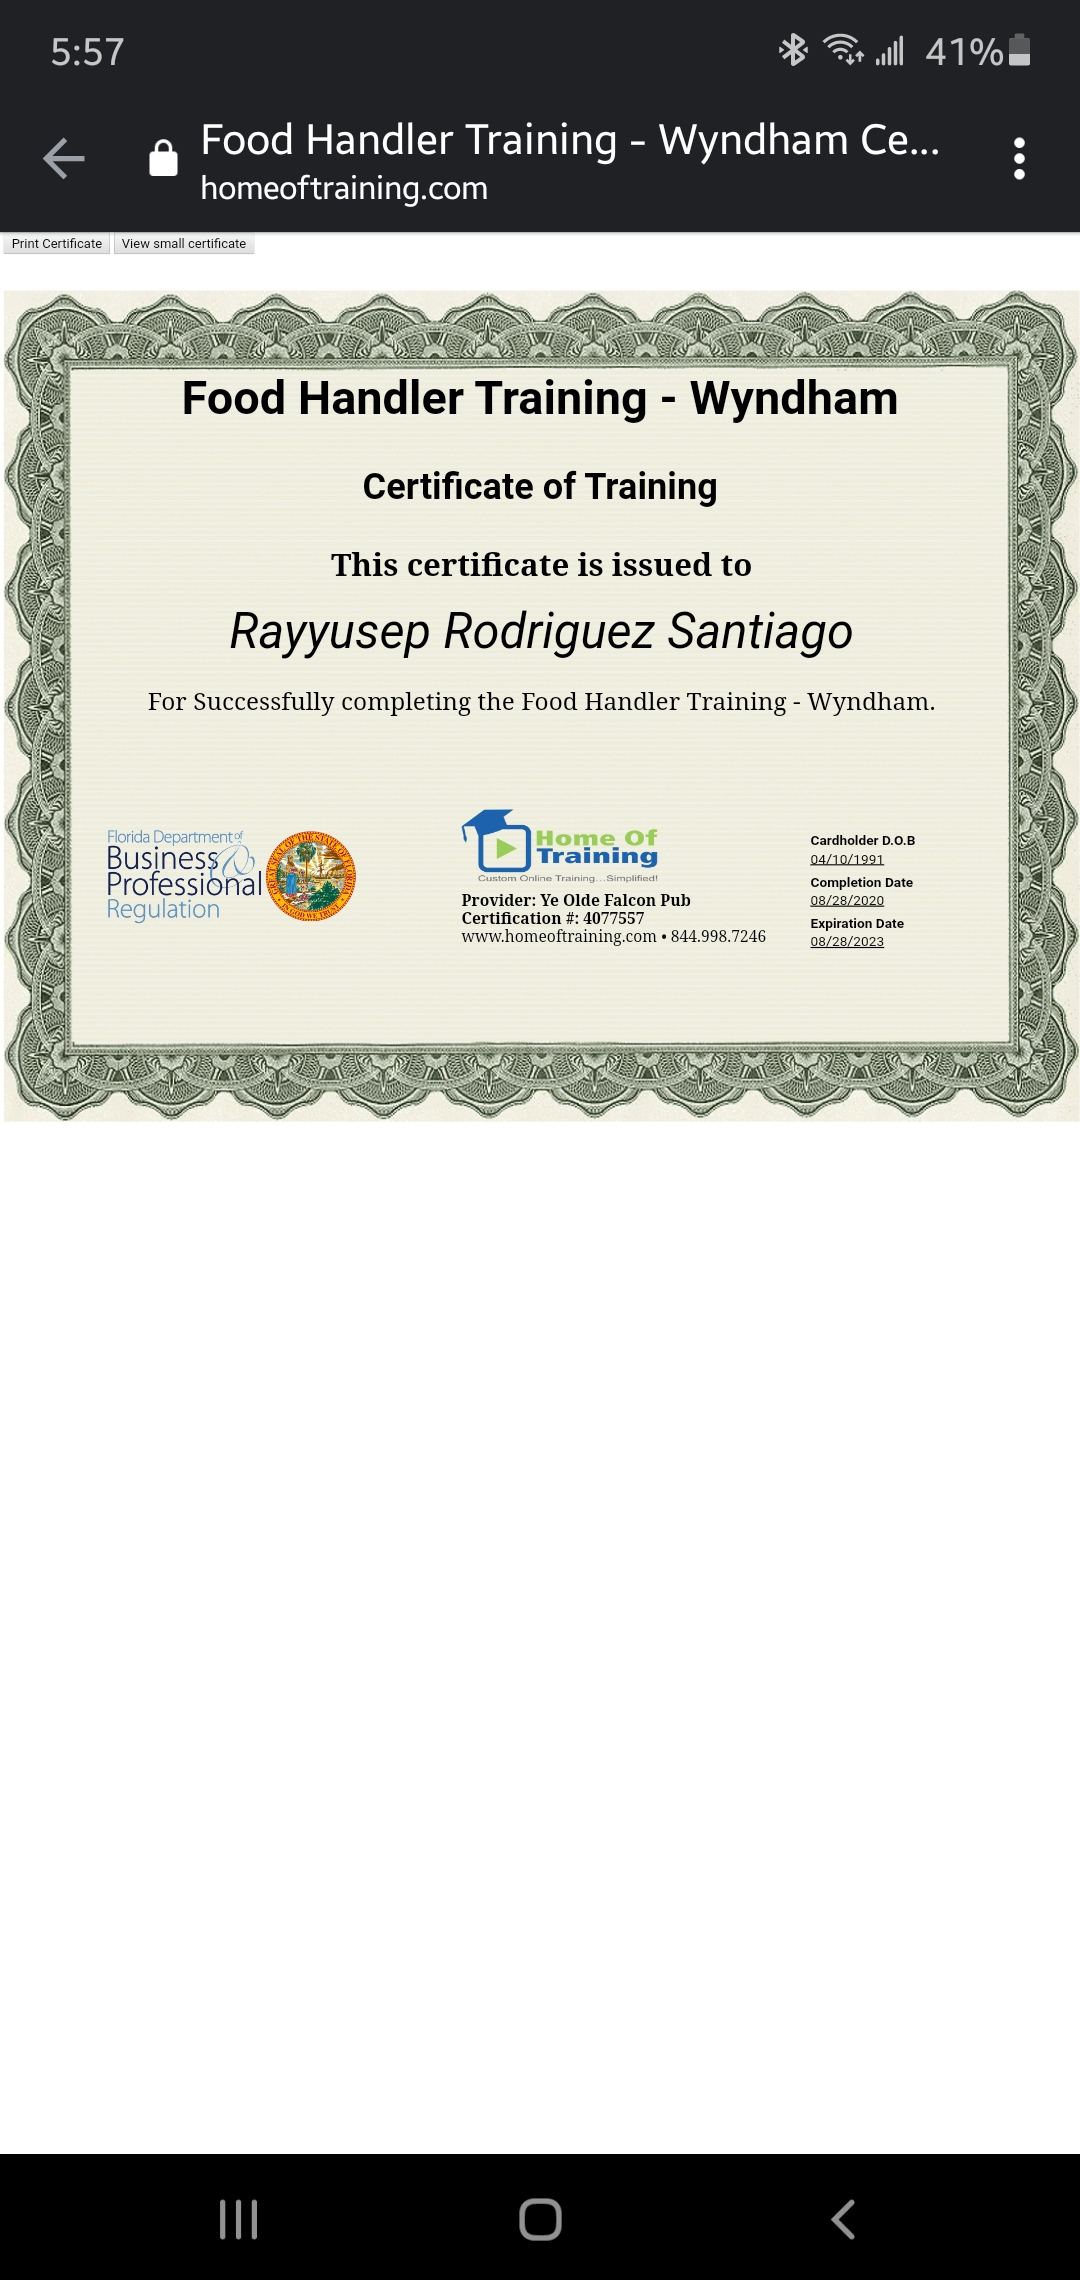 5:57
41%
Food Handler Training - Wyndham Ce...
homeoftraining.com
Print Certificate View small certificate
Food Handler Training - Wyndham
Certificate of Training
This certificate is issued to
Rayyusep Rodriguez Santiago
For Successfully completing the Food Handler Training - Wyndham.
Florida Department of
Business &
Professional
Regulation
Home Of
Training
Custom Online Training...Simplified!
Provider: Ye Olde Falcon Pub
Certification #: 4077557
www.homeoftraining.com • 844.998.7246
Cardholder D.O.B
04/10/1991
Completion Date
08/28/2020
Expiration Date
08/28/2023